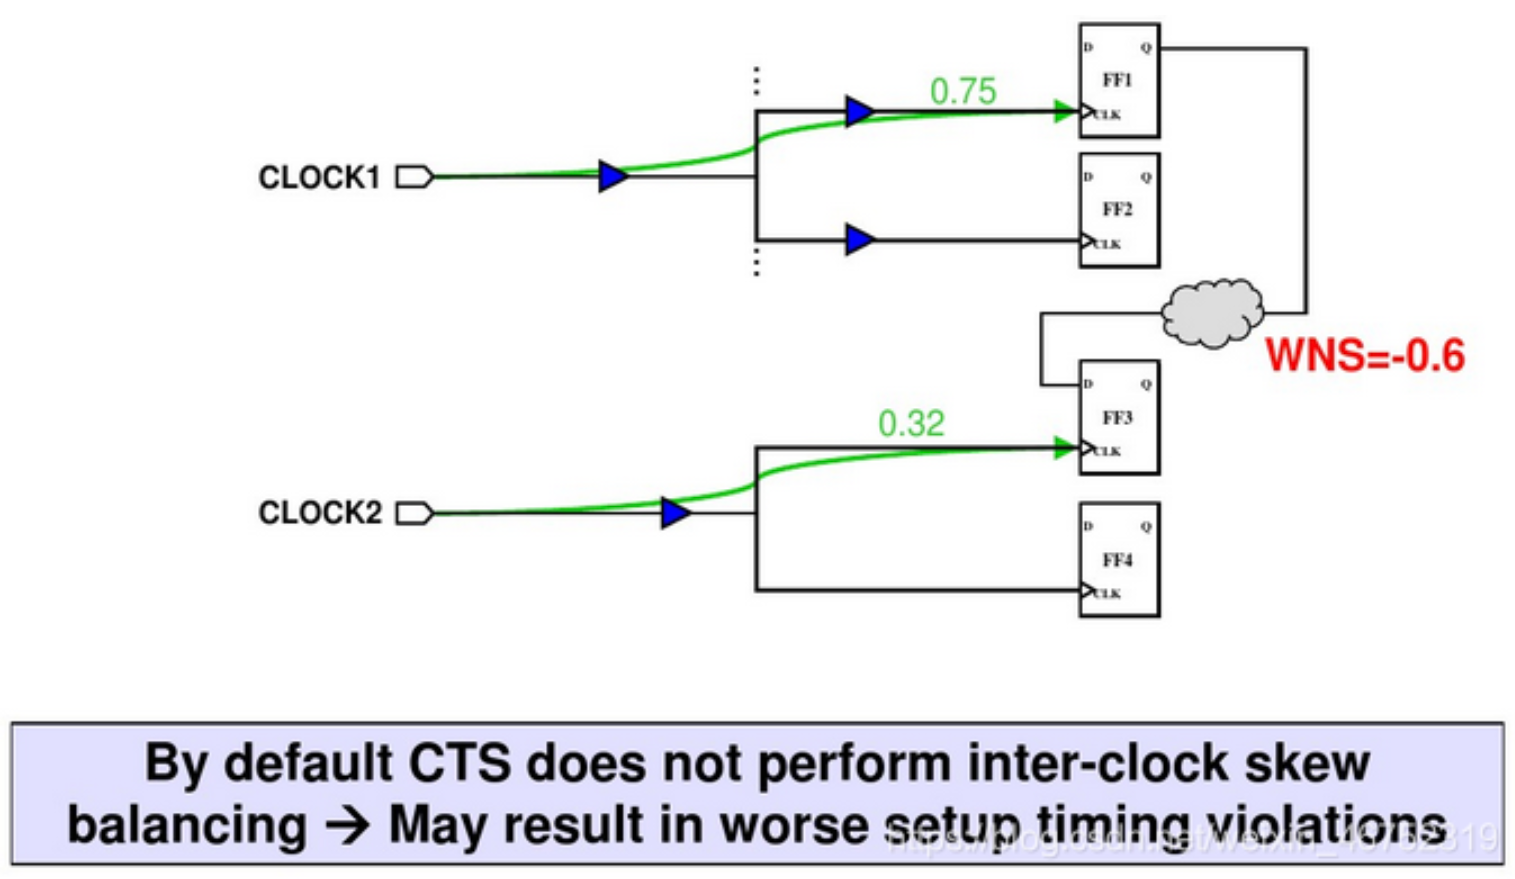 0.75
D Q
FF1
CLK
CLOCK1
D Q
FF2
CLK
WNS=-0.6
D Q
FF3
CLK
0.32
CLOCK2
D Q
FF4
CLK
By default CTS does not perform inter-clock skew
balancing → May result in worse setup timing violations